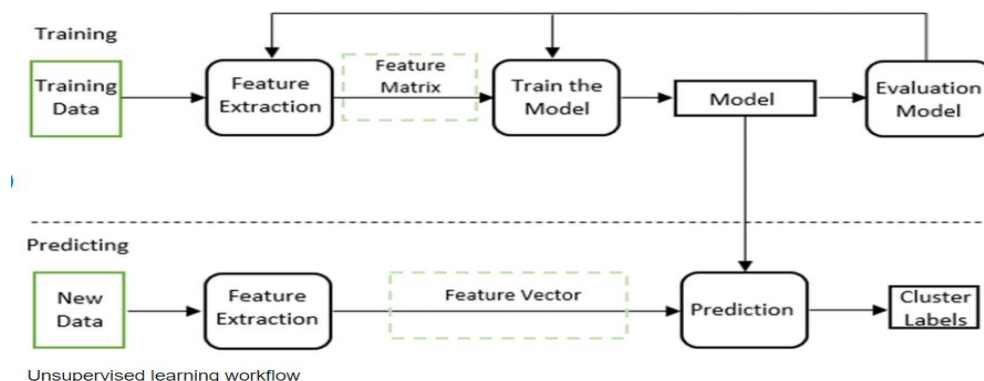 Training
Training
Data
Feature
Extraction
Feature
Matrix
Train the
Model
Model
Evaluation
Model
Predicting
New
Data
Feature
Extraction
Feature Vector
Prediction
Cluster
Labels
Unsupervised learning workflow